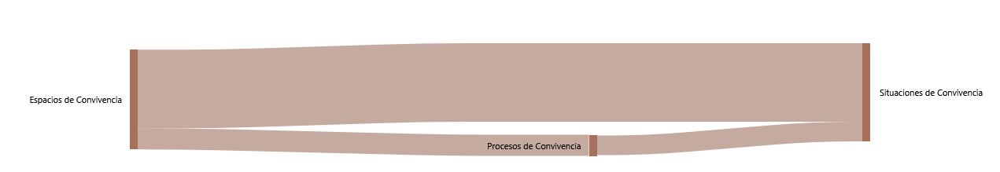 Espacios de Convivencia
Situaciones de Convivencia
Procesos de Convivencia